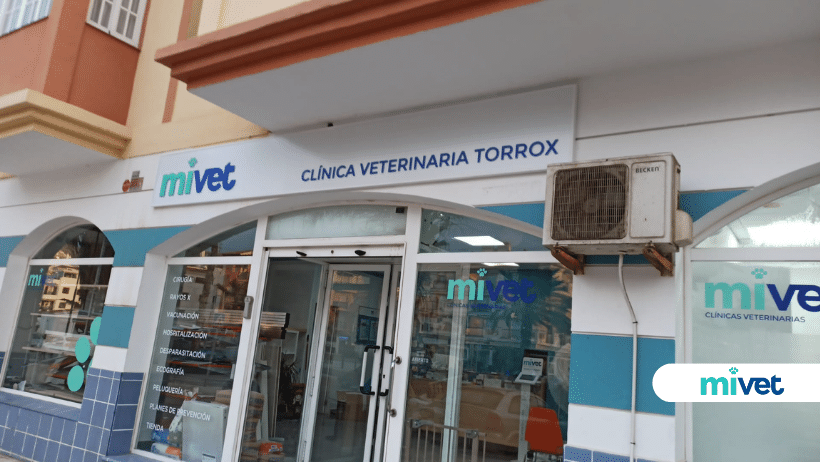 mivet
CLÍNICA VETERINARIA TORROX
BECKEN
mi
CIRUGÍA
RAYOS X
VACUNACIÓN
HOSPITALIZACIÓN
DESPARASITACIÓN
ECOGRAFÍA
PELUQUERÍA
PLANES DE PREVENCIÓN
TIENDA
mivet
mivet
mivet
CLÍNICAS VETERINARIAS
mivet